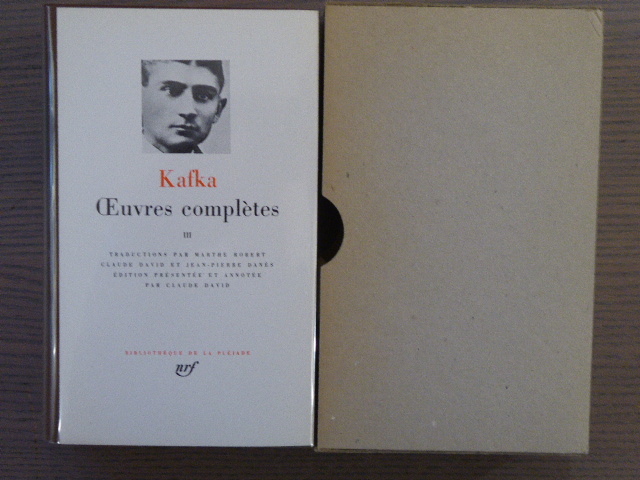 Kafka
Œuvres complètes
III
TRADUCTIONS PAR MARTHE ROBERT
CLAUDE DAVID ET JEAN-PIERRE DANÈS
ÉDITION PRÉSENTÉE ET ANNOTÉE
PAR CLAUDE DAVID
BIBLIOTHÈQUE DE LA PLÉIADE
nrf